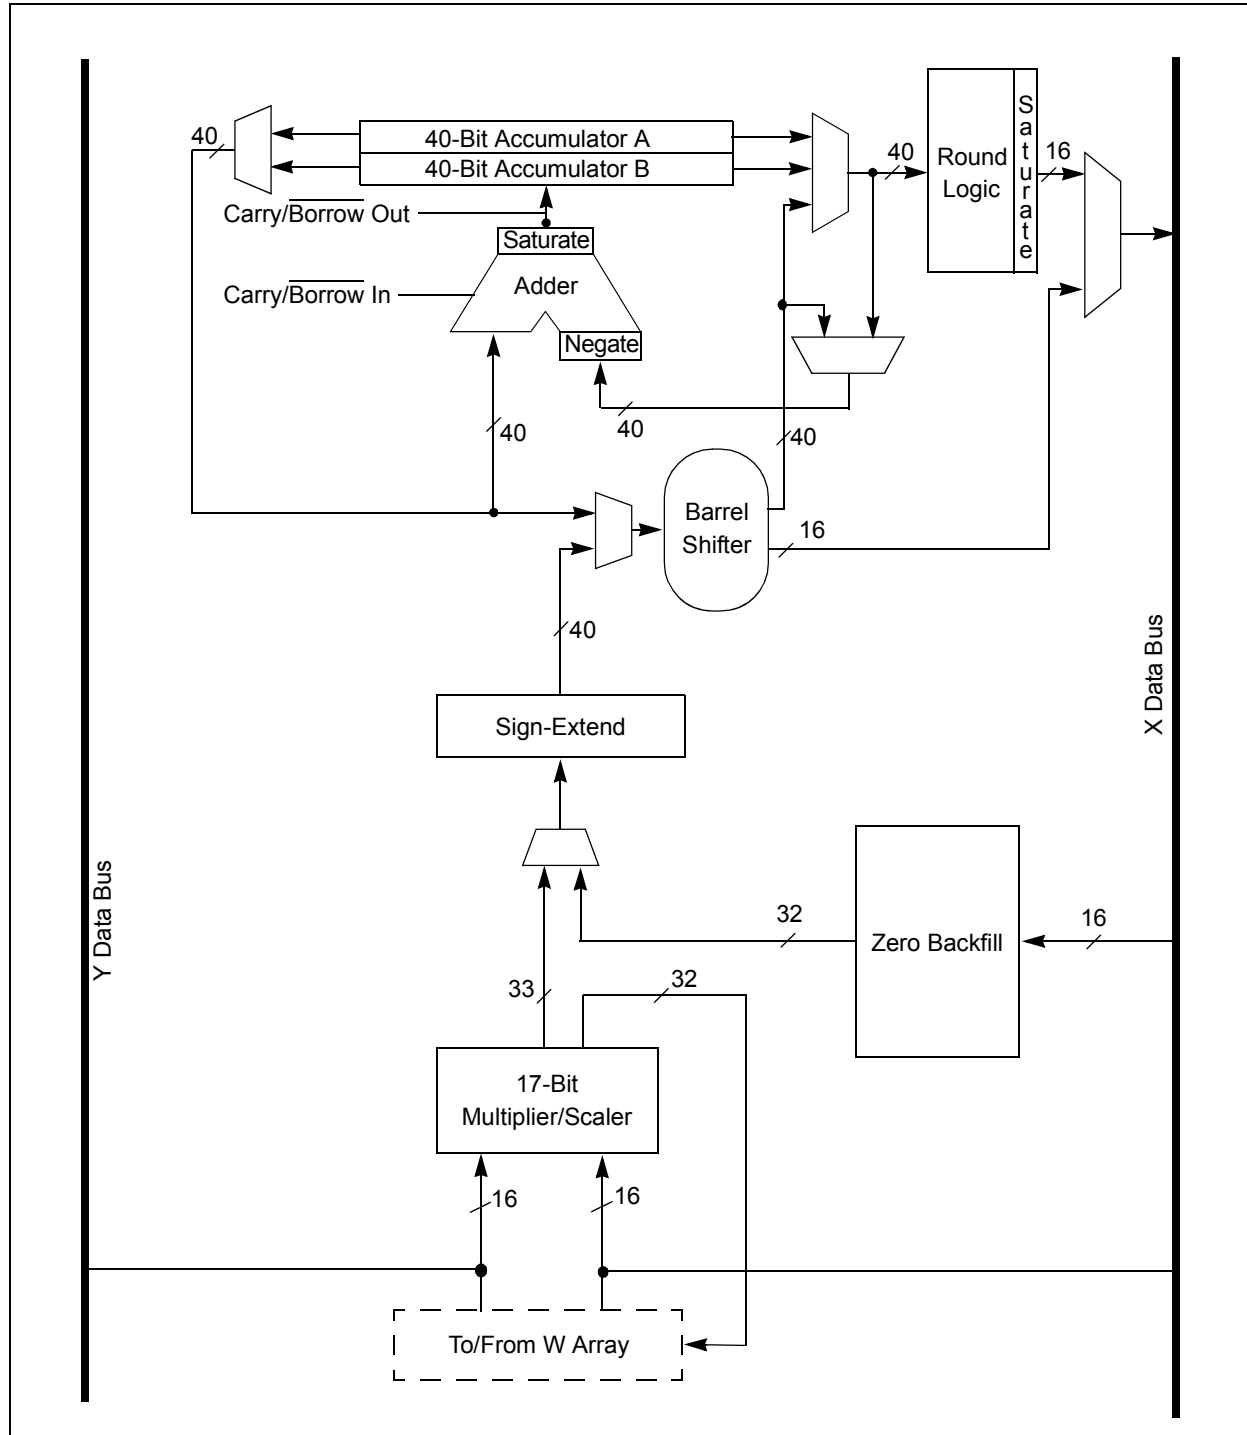 40
40-Bit Accumulator A
40-Bit Accumulator B
Carry/Borrow Out
Saturate
Carry/Borrow In
Adder
Negate
40
Round
Logic
Saturate
16
40
40
40
Barrel
Shifter
16
40
Sign-Extend
X Data Bus
Y Data Bus
32
Zero Backfill
16
33
32
17-Bit
Multiplier/Scaler
16
16
To/From W Array